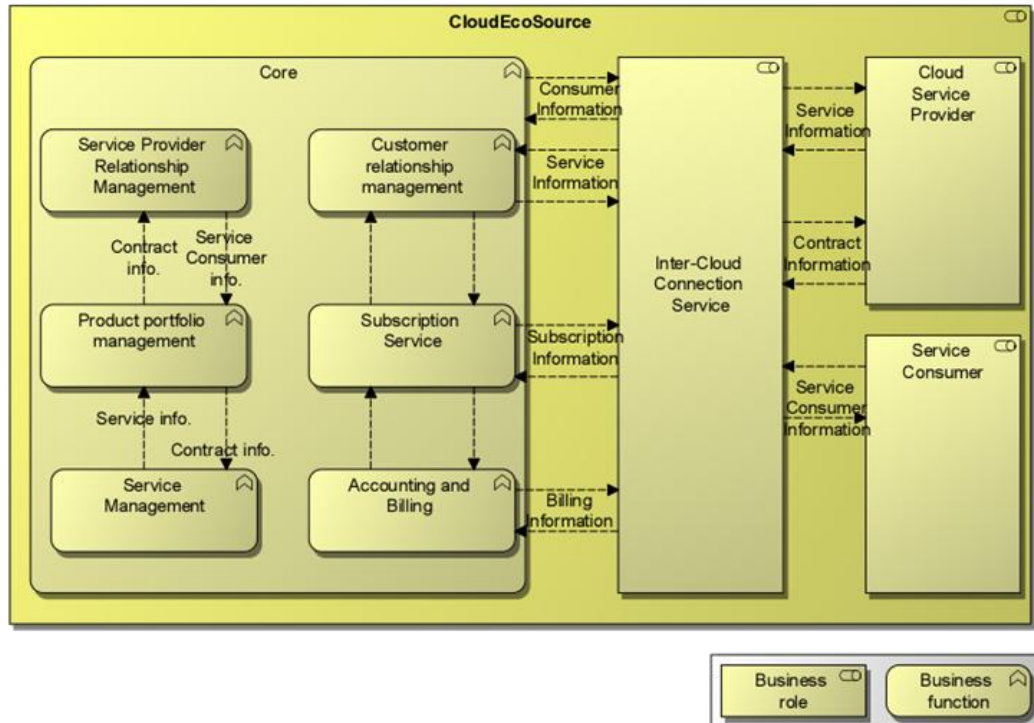 CloudEcoSource
Core
Service Provider
Relationship
Management
Customer
relationship
management
Contract
info.
Service
Consumer
info.
Product portfolio
management
Subscription
Service
Service info.
Contract info.
Service
Management
Accounting and
Billing
Consumer
Information
Service
Information
Subscription
Information
Billing
Information
Inter-Cloud
Connection
Service
Service
Information
Contract
Information
Service
Consumer
Information
Cloud
Service
Provider
Service
Consumer
Business
role
Business
function